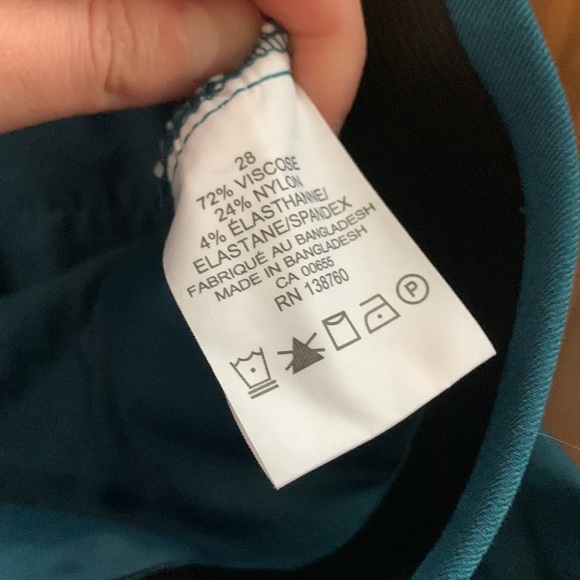 28
72% VISCOSE
24% NYLON
4% ÉLASTHANNE/
ELASTANE/SPANDEX
FABRIQUÉ AU BANGLADESH
MADE IN BANGLADESH
CA 00655
RN 138760
P